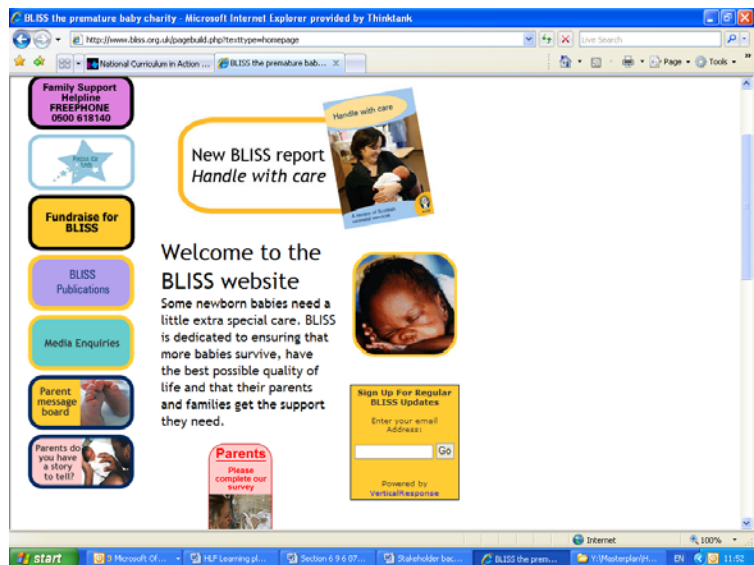 BLISS the premature baby charity - Microsoft Internet Explorer provided by Thinktank
http://www.bliss.org.uk/pagebuild.php?texttype=homepage
Live Search
National Curriculum in Action ...
BLISS the premature bab...
Page
Tools
Family Support
Helpline
FREEPHONE
0500 618140
Fundraise for
BLISS
BLISS
Publications
Media Enquiries
Parent
message
board
Parents do
you have
a story
to tell?
New BLISS report
Handle with care
Handle with care
Welcome to the
BLISS website
Some newborn babies need a
little extra special care. BLISS
is dedicated to ensuring that
more babies survive, have
the best possible quality of
life and that their parents
and families get the support
they need.
Parents
Please
complete our
survey
Sign Up For Regular
BLISS Updates
Enter your email
Address:
Go
Powered by
VerticalResponse
Internet
100%
start
9 Microsoft Of...
HLF Learning pl...
Section 6 9 6 07...
Stakeholder bac...
BLISS the prem...
Y:\Masterplan\H...
EN
11:52